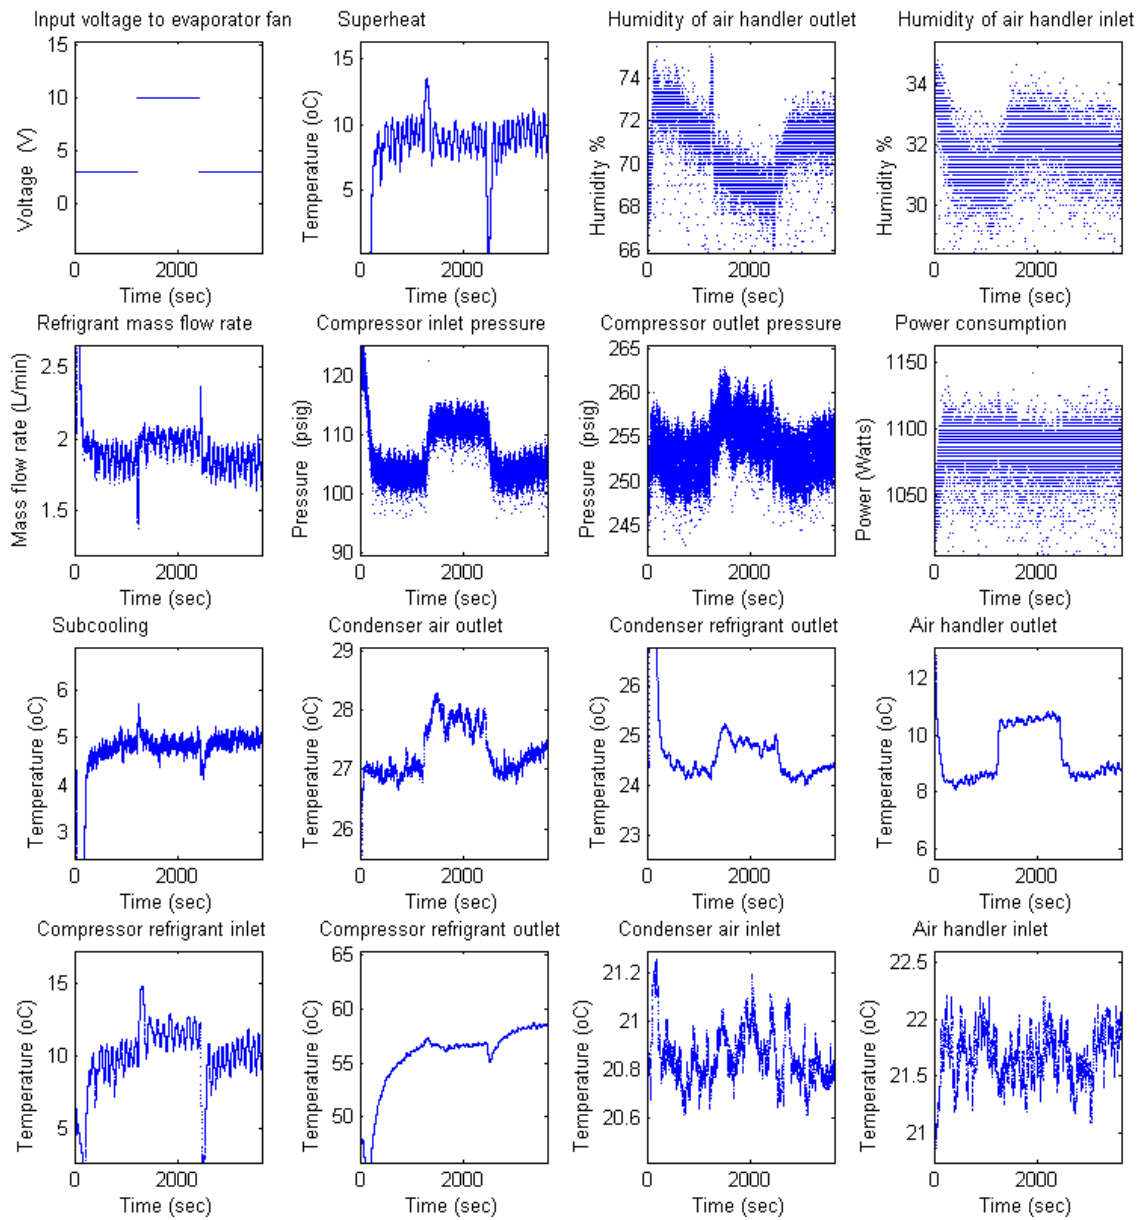 Input voltage to evaporator fan
Voltage (V)
15
10
5
0
0 2000
Time (sec)
Superheat
Temperature (oC)
15
10
5
0 2000
Time (sec)
Humidity of air handler outlet
Humidity %
74
72
70
68
66
0 2000
Time (sec)
Humidity of air handler inlet
Humidity %
34
32
30
0 2000
Time (sec)
Refrigrant mass flow rate
Mass flow rate (L/min)
2.5
2
1.5
0 2000
Time (sec)
Compressor inlet pressure
Pressure (psig)
120
110
100
90
0 2000
Time (sec)
Compressor outlet pressure
Pressure (psig)
265
260
255
250
245
0 2000
Time (sec)
Power consumption
Power (Watts)
1150
1100
1050
0 2000
Time (sec)
Subcooling
Temperature (oC)
6
5
4
3
0 2000
Time (sec)
Condenser air outlet
Temperature (oC)
29
28
27
26
0 2000
Time (sec)
Condenser refrigrant outlet
Temperature (oC)
26
25
24
23
0 2000
Time (sec)
Air handler outlet
Temperature (oC)
12
10
8
6
0 2000
Time (sec)
Compressor refrigrant inlet
Temperature (oC)
15
10
5
0 2000
Time (sec)
Compressor refrigrant outlet
Temperature (oC)
65
60
55
50
0 2000
Time (sec)
Condenser air inlet
Temperature (oC)
21.2
21
20.8
20.6
0 2000
Time (sec)
Air handler inlet
Temperature (oC)
22.5
22
21.5
21
0 2000
Time (sec)